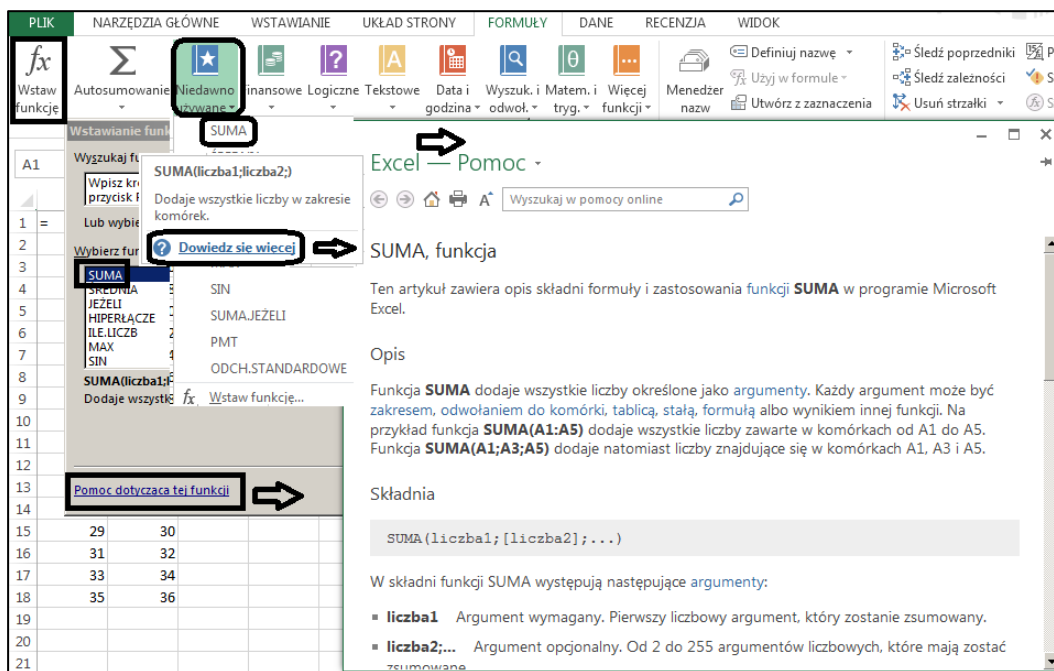 PLIK NARZĘDZIA GŁÓWNE WSTAWIANIE UKŁAD STRONY FORMUŁY DANE RECENZJA WIDOK
fx Wstaw funkcję
Autosumowanie
Niedawno używane
Finansowe
Logiczne
Tekstowe
Data i godzina
Wyszuk. i odwoł.
Matem. i tryg.
Więcej funkcji
Menedżer nazw
Definiuj nazwę
Użyj w formule
Utwórz z zaznaczenia
Śledź poprzedniki
Śledź zależności
Usuń strzałki
Wstawianie funk
SUMA
A1
Wyszukaj fu
Wpisz kró
przycisk P
Lub wybie
Wybierz fun
SUMA
ŚREDNIA
JEŻELI
HIPERŁĄCZE
ILE.LICZB
MAX
SIN
SUMA(liczba1;l
Dodaje wszystk
Pomoc dotycząca tej funkcji
SUMA(liczba1;liczba2;)
Dodaje wszystkie liczby w zakresie
komórek.
Dowiedz się więcej
SIN
SUMA.JEŻELI
PMT
ODCH.STANDARDOWE
fx Wstaw funkcję...
1 =
2
3
4
5
6
7
8
9
10
11
12
13
14
15 29 30
16 31 32
17 33 34
18 35 36
19
20
21
Excel — Pomoc
Wyszukaj w pomocy online
SUMA, funkcja
Ten artykuł zawiera opis składni formuły i zastosowania funkcji SUMA w programie Microsoft
Excel.
Opis
Funkcja SUMA dodaje wszystkie liczby określone jako argumenty. Każdy argument może być
zakresem, odwołaniem do komórki, tablicą, stałą, formułą albo wynikiem innej funkcji. Na
przykład funkcja SUMA(A1:A5) dodaje wszystkie liczby zawarte w komórkach od A1 do A5.
Funkcja SUMA(A1;A3;A5) dodaje natomiast liczby znajdujące się w komórkach A1, A3 i A5.
Składnia
SUMA(liczba1;[liczba2];...)
W składni funkcji SUMA występują następujące argumenty:
liczba1 Argument wymagany. Pierwszy liczbowy argument, który zostanie zsumowany.
liczba2;... Argument opcjonalny. Od 2 do 255 argumentów liczbowych, które mają zostać
zsumowane